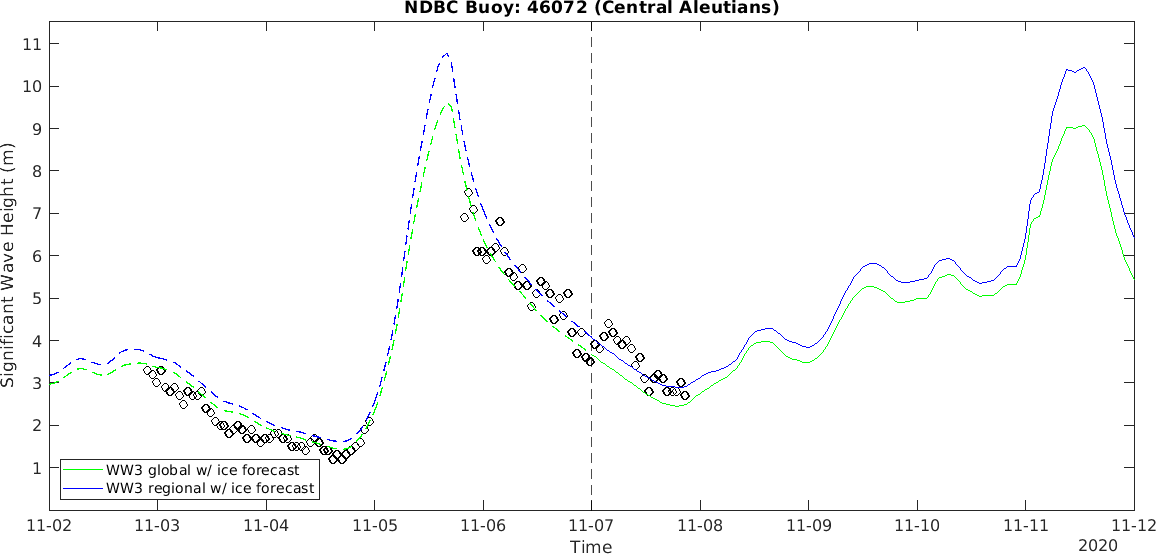 NDBC Buoy: 46072 (Central Aleutians)
Significant Wave Height (m)
11
10
9
8
7
6
5
4
3
2
1
WW3 global w/ ice forecast
WW3 regional w/ ice forecast
11-02 11-03 11-04 11-05 11-06 11-07 11-08 11-09 11-10 11-11 11-12
Time
2020